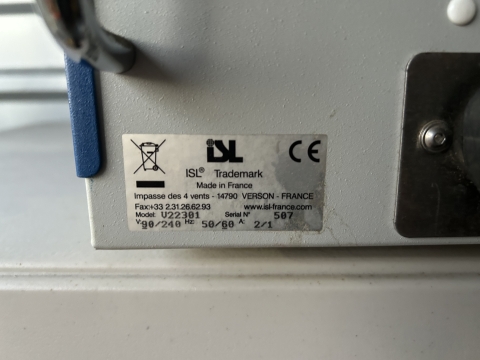 ISL CE
ISL® Trademark
Made in France
Impasse des 4 vents - 14790 VERSON - FRANCE
Fax:+33 2.31.26.62.93 www.isl-france.com
Model: V22301 Serial N° 507
V: 90/240 Hz: 50/60 A: 2/1